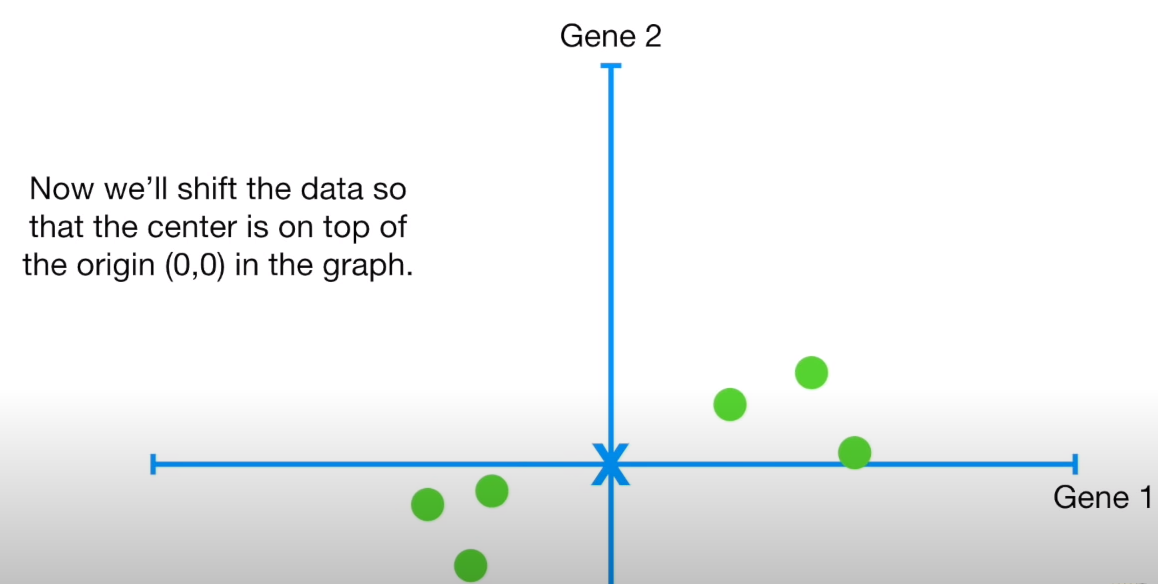 Gene 2
Now we’ll shift the data so
that the center is on top of
the origin (0,0) in the graph.
X
Gene 1